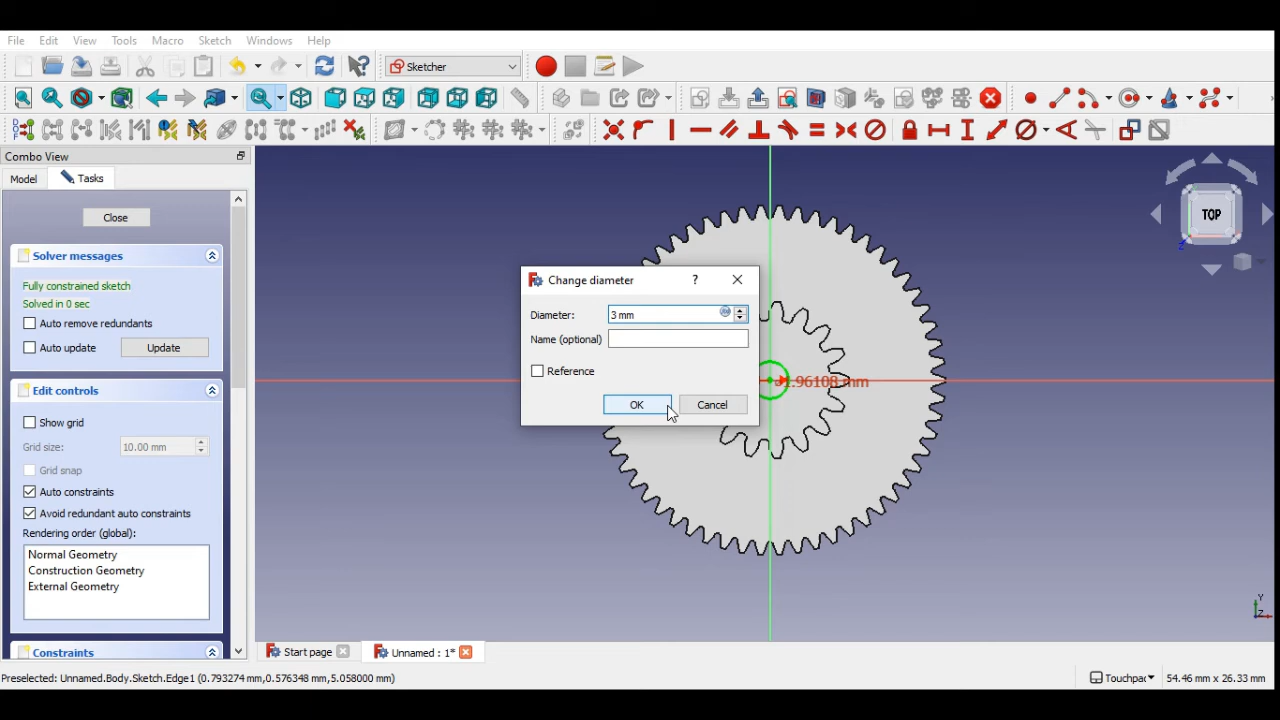 File Edit View Tools Macro Sketch Windows Help
Sketcher
Combo View
Model Tasks
TOP
Z
Close
Solver messages
Fully constrained sketch
Solved in 0 sec
Auto remove redundants
Auto update Update
Edit controls
Show grid
Grid size: 10.00 mm
Grid snap
Auto constraints
Avoid redundant auto constraints
Rendering order (global):
Normal Geometry
Construction Geometry
External Geometry
Constraints
Change diameter ?
Diameter: 3 mm
Name (optional)
Reference
OK Cancel
.96108 mm
Y
Z
Start page Unnamed : 1*
Preselected: Unnamed.Body.Sketch.Edge1 (0.793274 mm,0.576348 mm,5.058000 mm)
Touchpac 54.46 mm x 26.33 mm